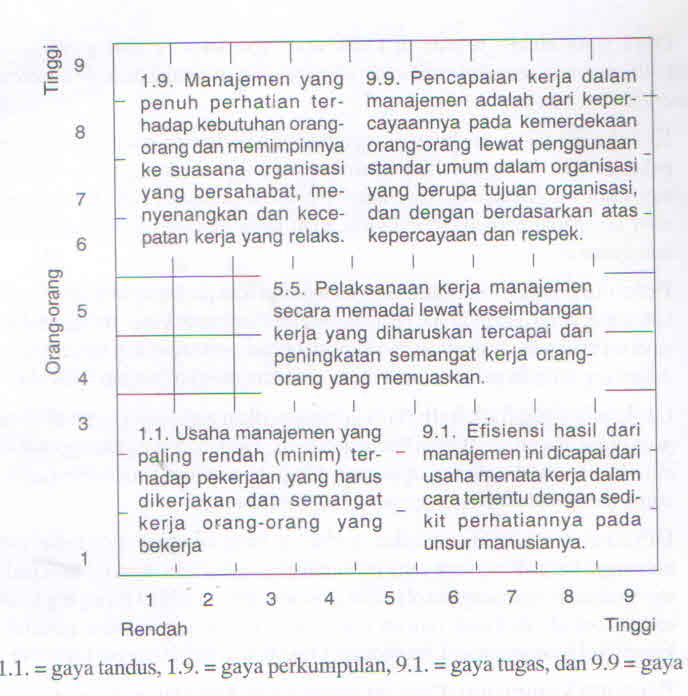 Tinggi
9
1.9. Manajemen yang
penuh perhatian ter-
hadap kebutuhan orang-
orang dan memimpinnya
ke suasana organisasi
yang bersahabat, me-
nyenangkan dan kece-
patan kerja yang relaks.
9.9. Pencapaian kerja dalam
manajemen adalah dari keper-
cayaannya pada kemerdekaan
orang-orang lewat penggunaan
standar umum dalam organisasi
yang berupa tujuan organisasi,
dan dengan berdasarkan atas
kepercayaan dan respek.
8
7
6
Orang-orang
5
4
5.5. Pelaksanaan kerja manajemen
secara memadai lewat keseimbangan
kerja yang diharuskan tercapai dan
peningkatan semangat kerja orang-
orang yang memuaskan.
3
1.1. Usaha manajemen yang
paling rendah (minim) ter-
hadap pekerjaan yang harus
dikerjakan dan semangat
kerja orang-orang yang
bekerja
9.1. Efisiensi hasil dari
manajemen ini dicapai dari
usaha menata kerja dalam
cara tertentu dengan sedi-
kit perhatiannya pada
unsur manusianya.
1
1 2 3 4 5 6 7 8 9
Rendah Tinggi
1.1. = gaya tandus, 1.9. = gaya perkumpulan, 9.1. = gaya tugas, dan 9.9 = gaya